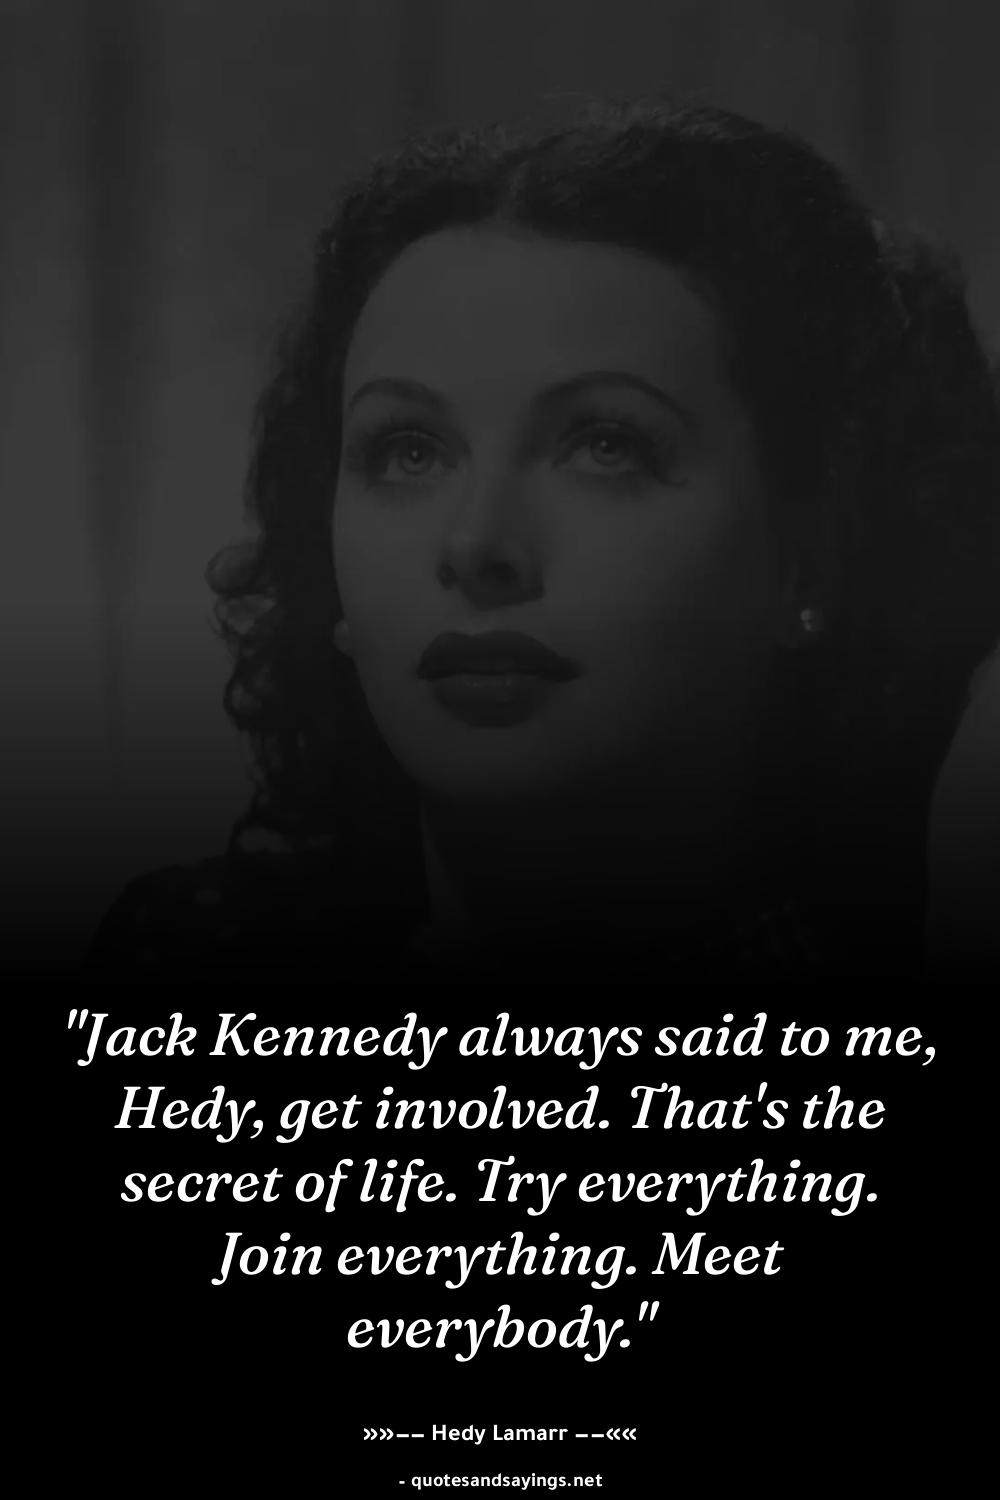 "Jack Kennedy always said to me,
Hedy, get involved. That's the
secret of life. Try everything.
Join everything. Meet
everybody."
»»–– Hedy Lamarr ––««
- quotesandsayings.net